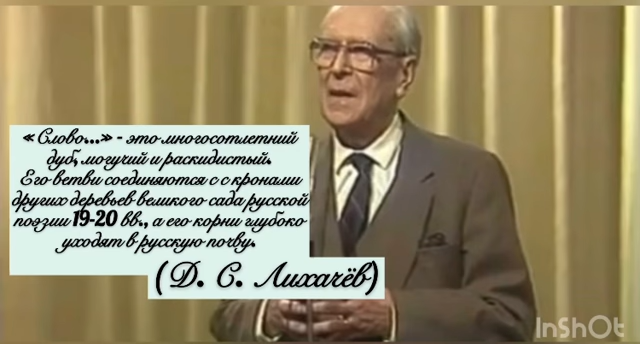 «Слово...» - это многосотлетний
дуб, могучий и раскидистый.
Его ветви соединяются с с кронами
других деревьев великого сада русской
поэзии 19-20 вв., а его корни глубоко
уходят в русскую почву.
(Д. С. Лихачёв)
InShOt